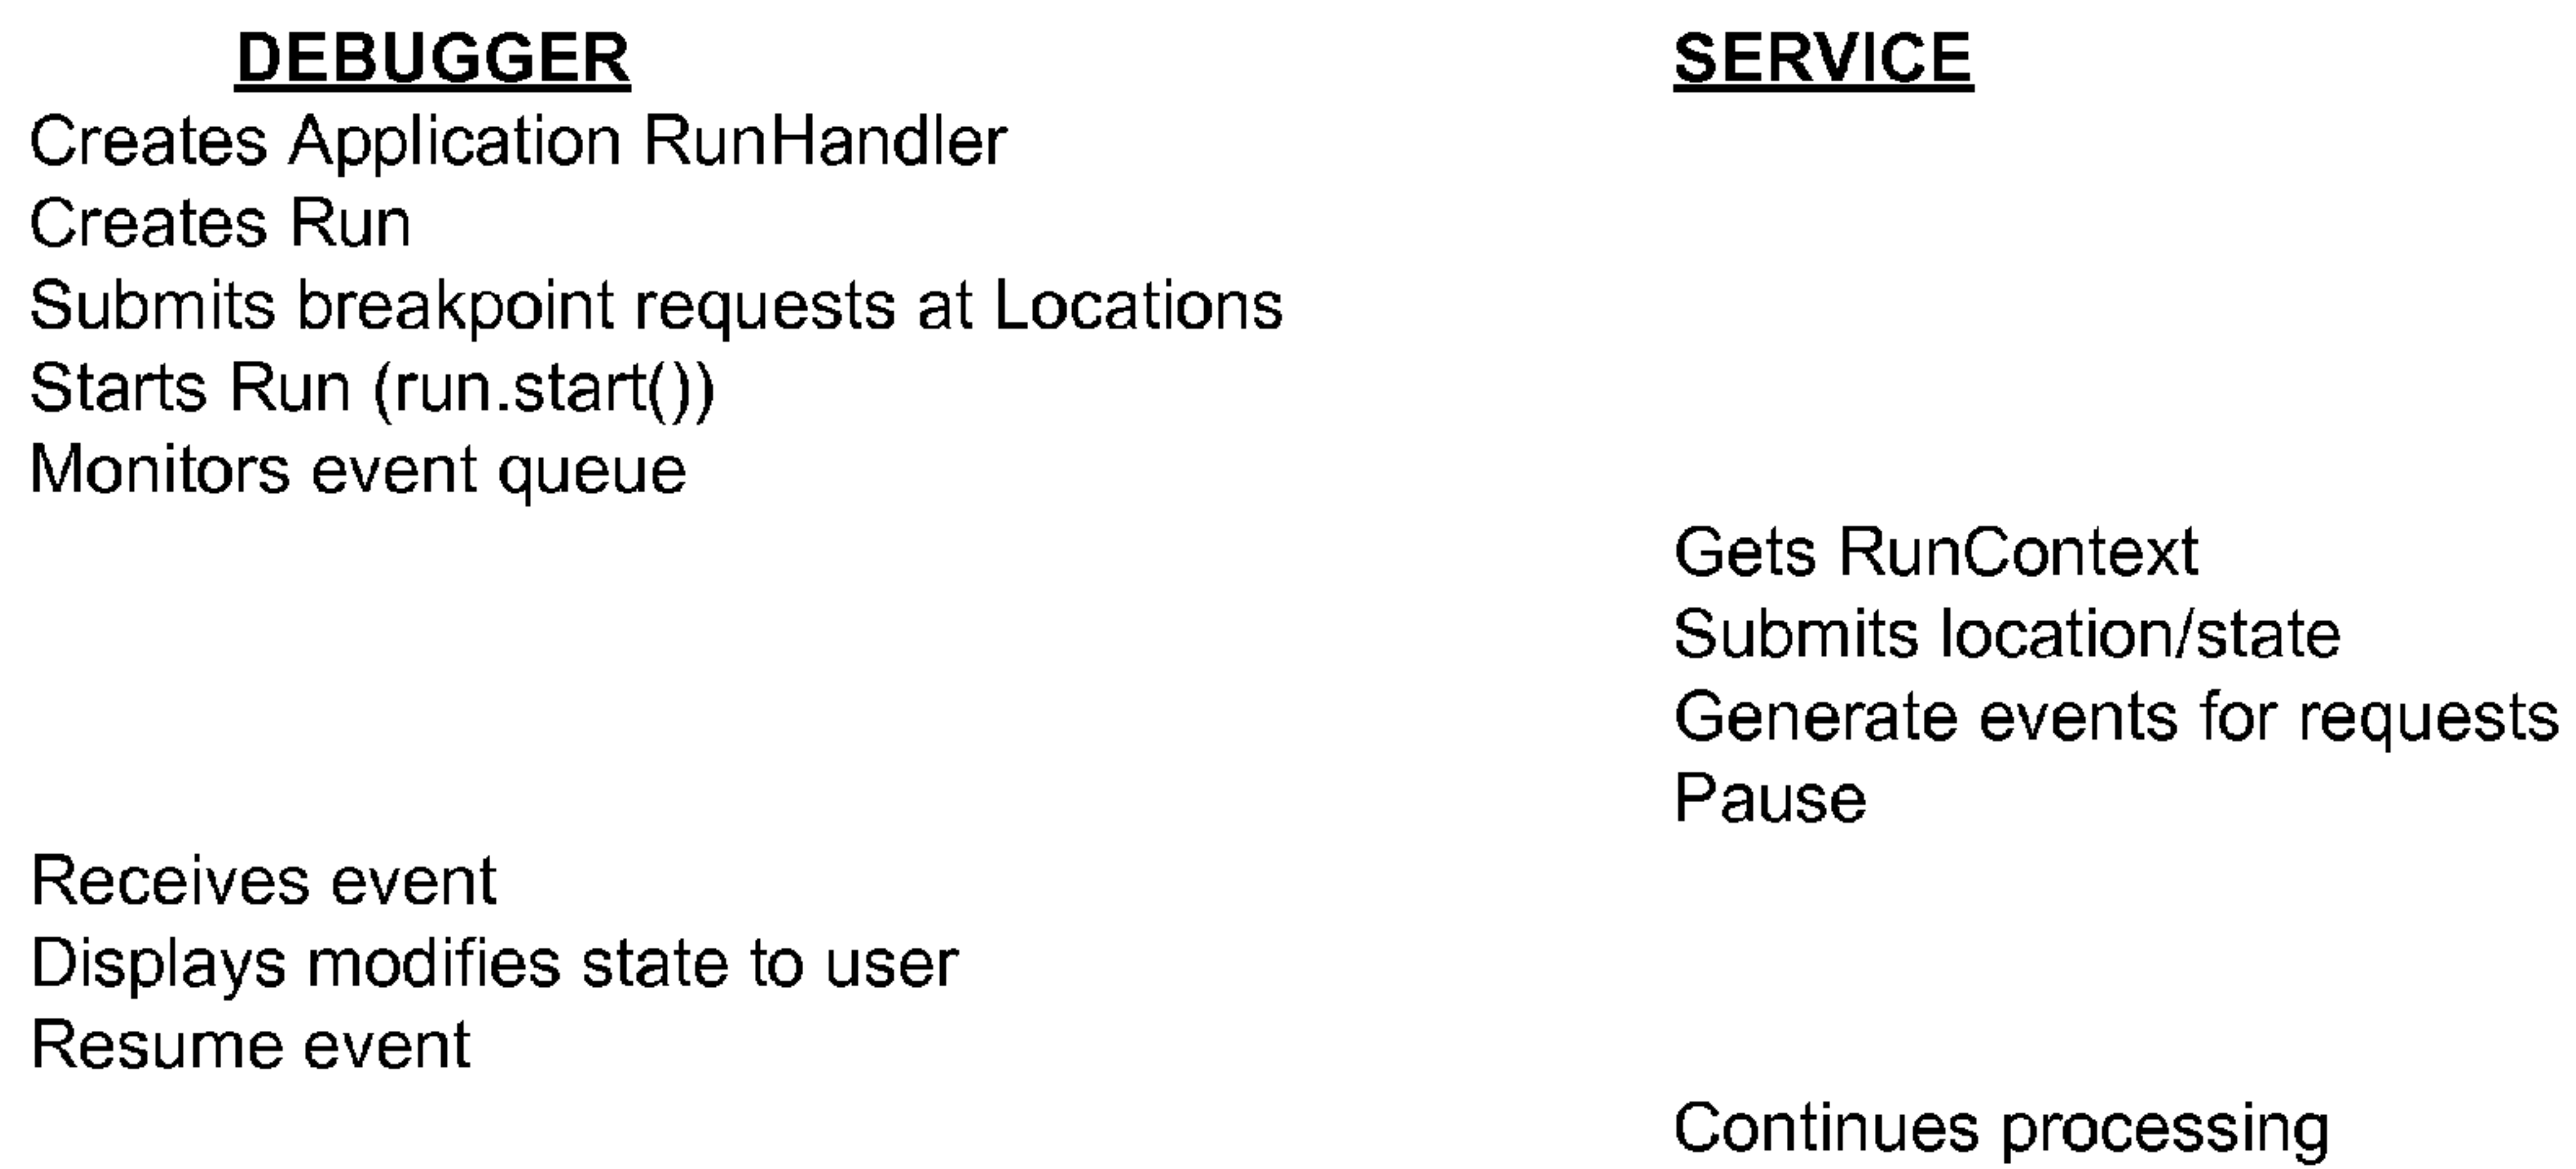 DEBUGGER SERVICE
Creates Application RunHandler
Creates Run
Submits breakpoint requests at Locations
Starts Run (run.start())
Monitors event queue
Gets RunContext
Submits location/state
Generate events for requests
Pause
Receives event
Displays modifies state to user
Resume event
Continues processing